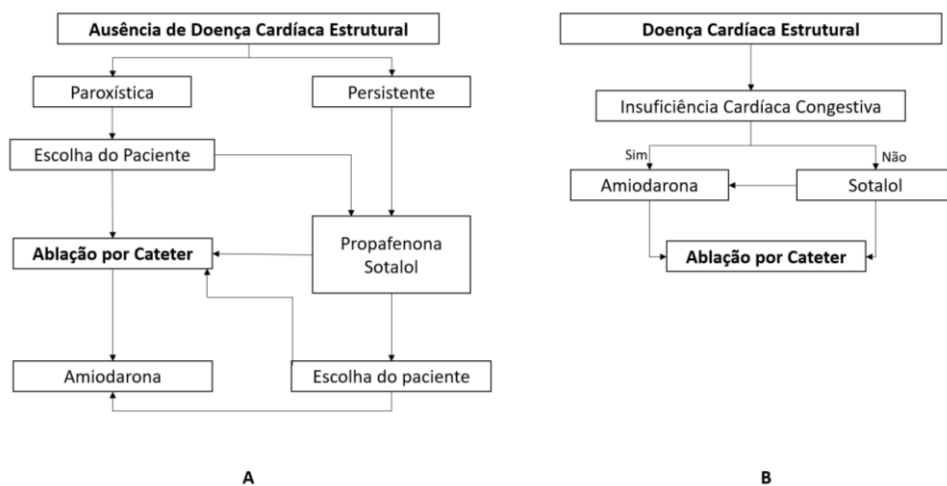 Ausência de Doença Cardíaca Estrutural
Paroxística
Persistente
Escolha do Paciente
Propafenona
Sotalol
Ablação por Cateter
Amiodarona
Escolha do paciente
A
Doença Cardíaca Estrutural
Insuficiência Cardíaca Congestiva
Sim
Não
Amiodarona
Sotalol
Ablação por Cateter
B